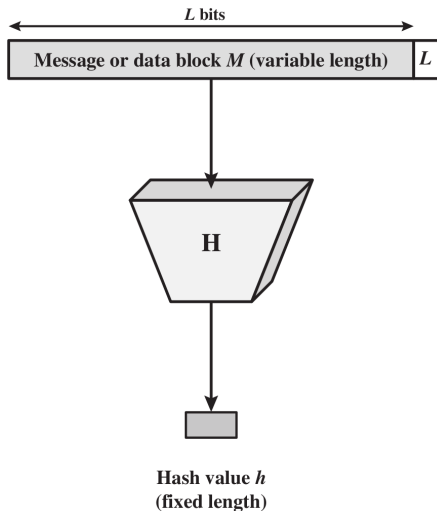 L bits
Message or data block M (variable length) L
H
Hash value h
(fixed length)